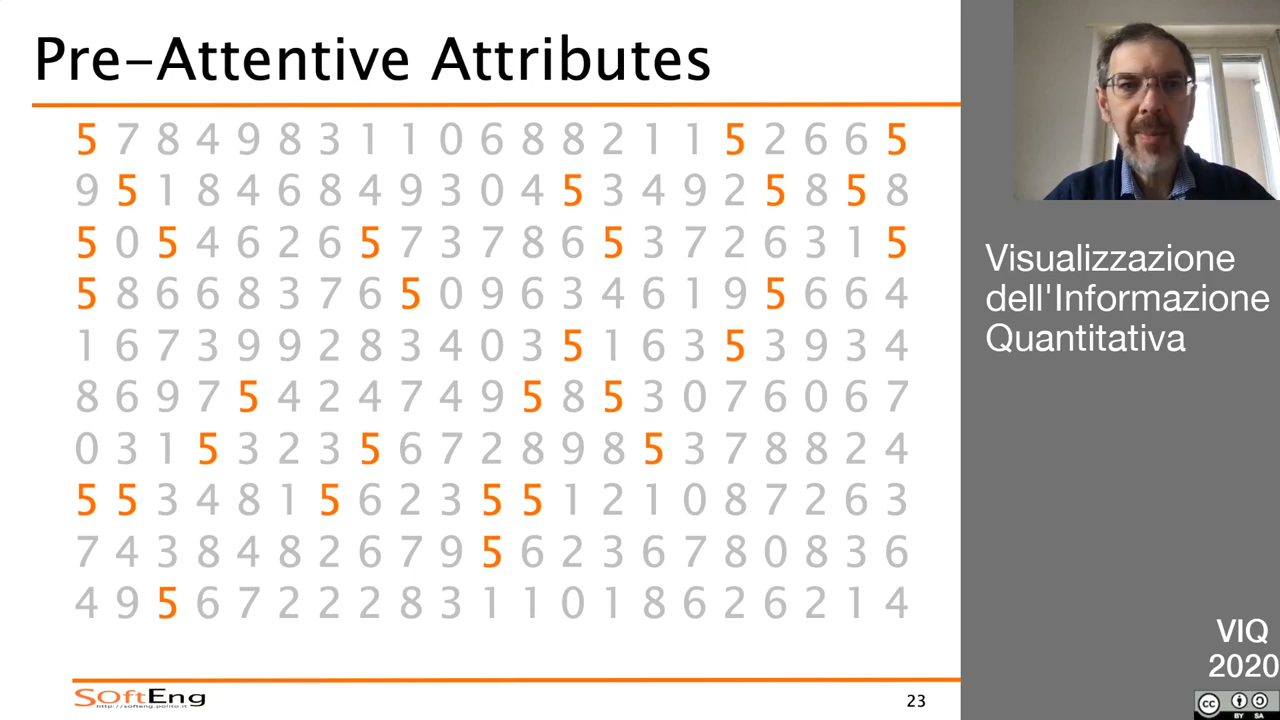 Pre-Attentive Attributes
5 7 8 4 9 8 3 1 1 0 6 8 8 2 1 1 5 2 6 6 5
9 5 1 8 4 6 8 4 9 3 0 4 5 3 4 9 2 5 8 5 8
5 0 5 4 6 2 6 5 7 3 7 8 6 5 3 7 2 6 3 1 5
5 8 6 6 8 3 7 6 5 0 9 6 3 4 6 1 9 5 6 6 4
1 6 7 3 9 9 2 8 3 4 0 3 5 1 6 3 5 3 9 3 4
8 6 9 7 5 4 2 4 7 4 9 5 8 5 3 0 7 6 0 6 7
0 3 1 5 3 2 3 5 6 7 2 8 9 8 5 3 7 8 8 2 4
5 5 3 4 8 1 5 6 2 3 5 5 1 2 1 0 8 7 2 6 3
7 4 3 8 4 8 2 6 7 9 5 6 2 3 6 7 8 0 8 3 6
4 9 5 6 7 2 2 2 8 3 1 1 0 1 8 6 2 6 2 1 4
SoftEng
http://softeng.polito.it
23
Visualizzazione
dell'Informazione
Quantitativa
VIQ
2020
cc
BY SA